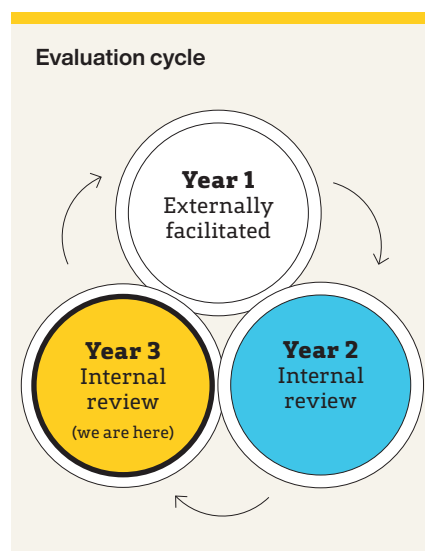 Evaluation cycle
Year 1
Externally
facilitated
Year 2
Internal
review
Year 3
Internal
review
(we are here)